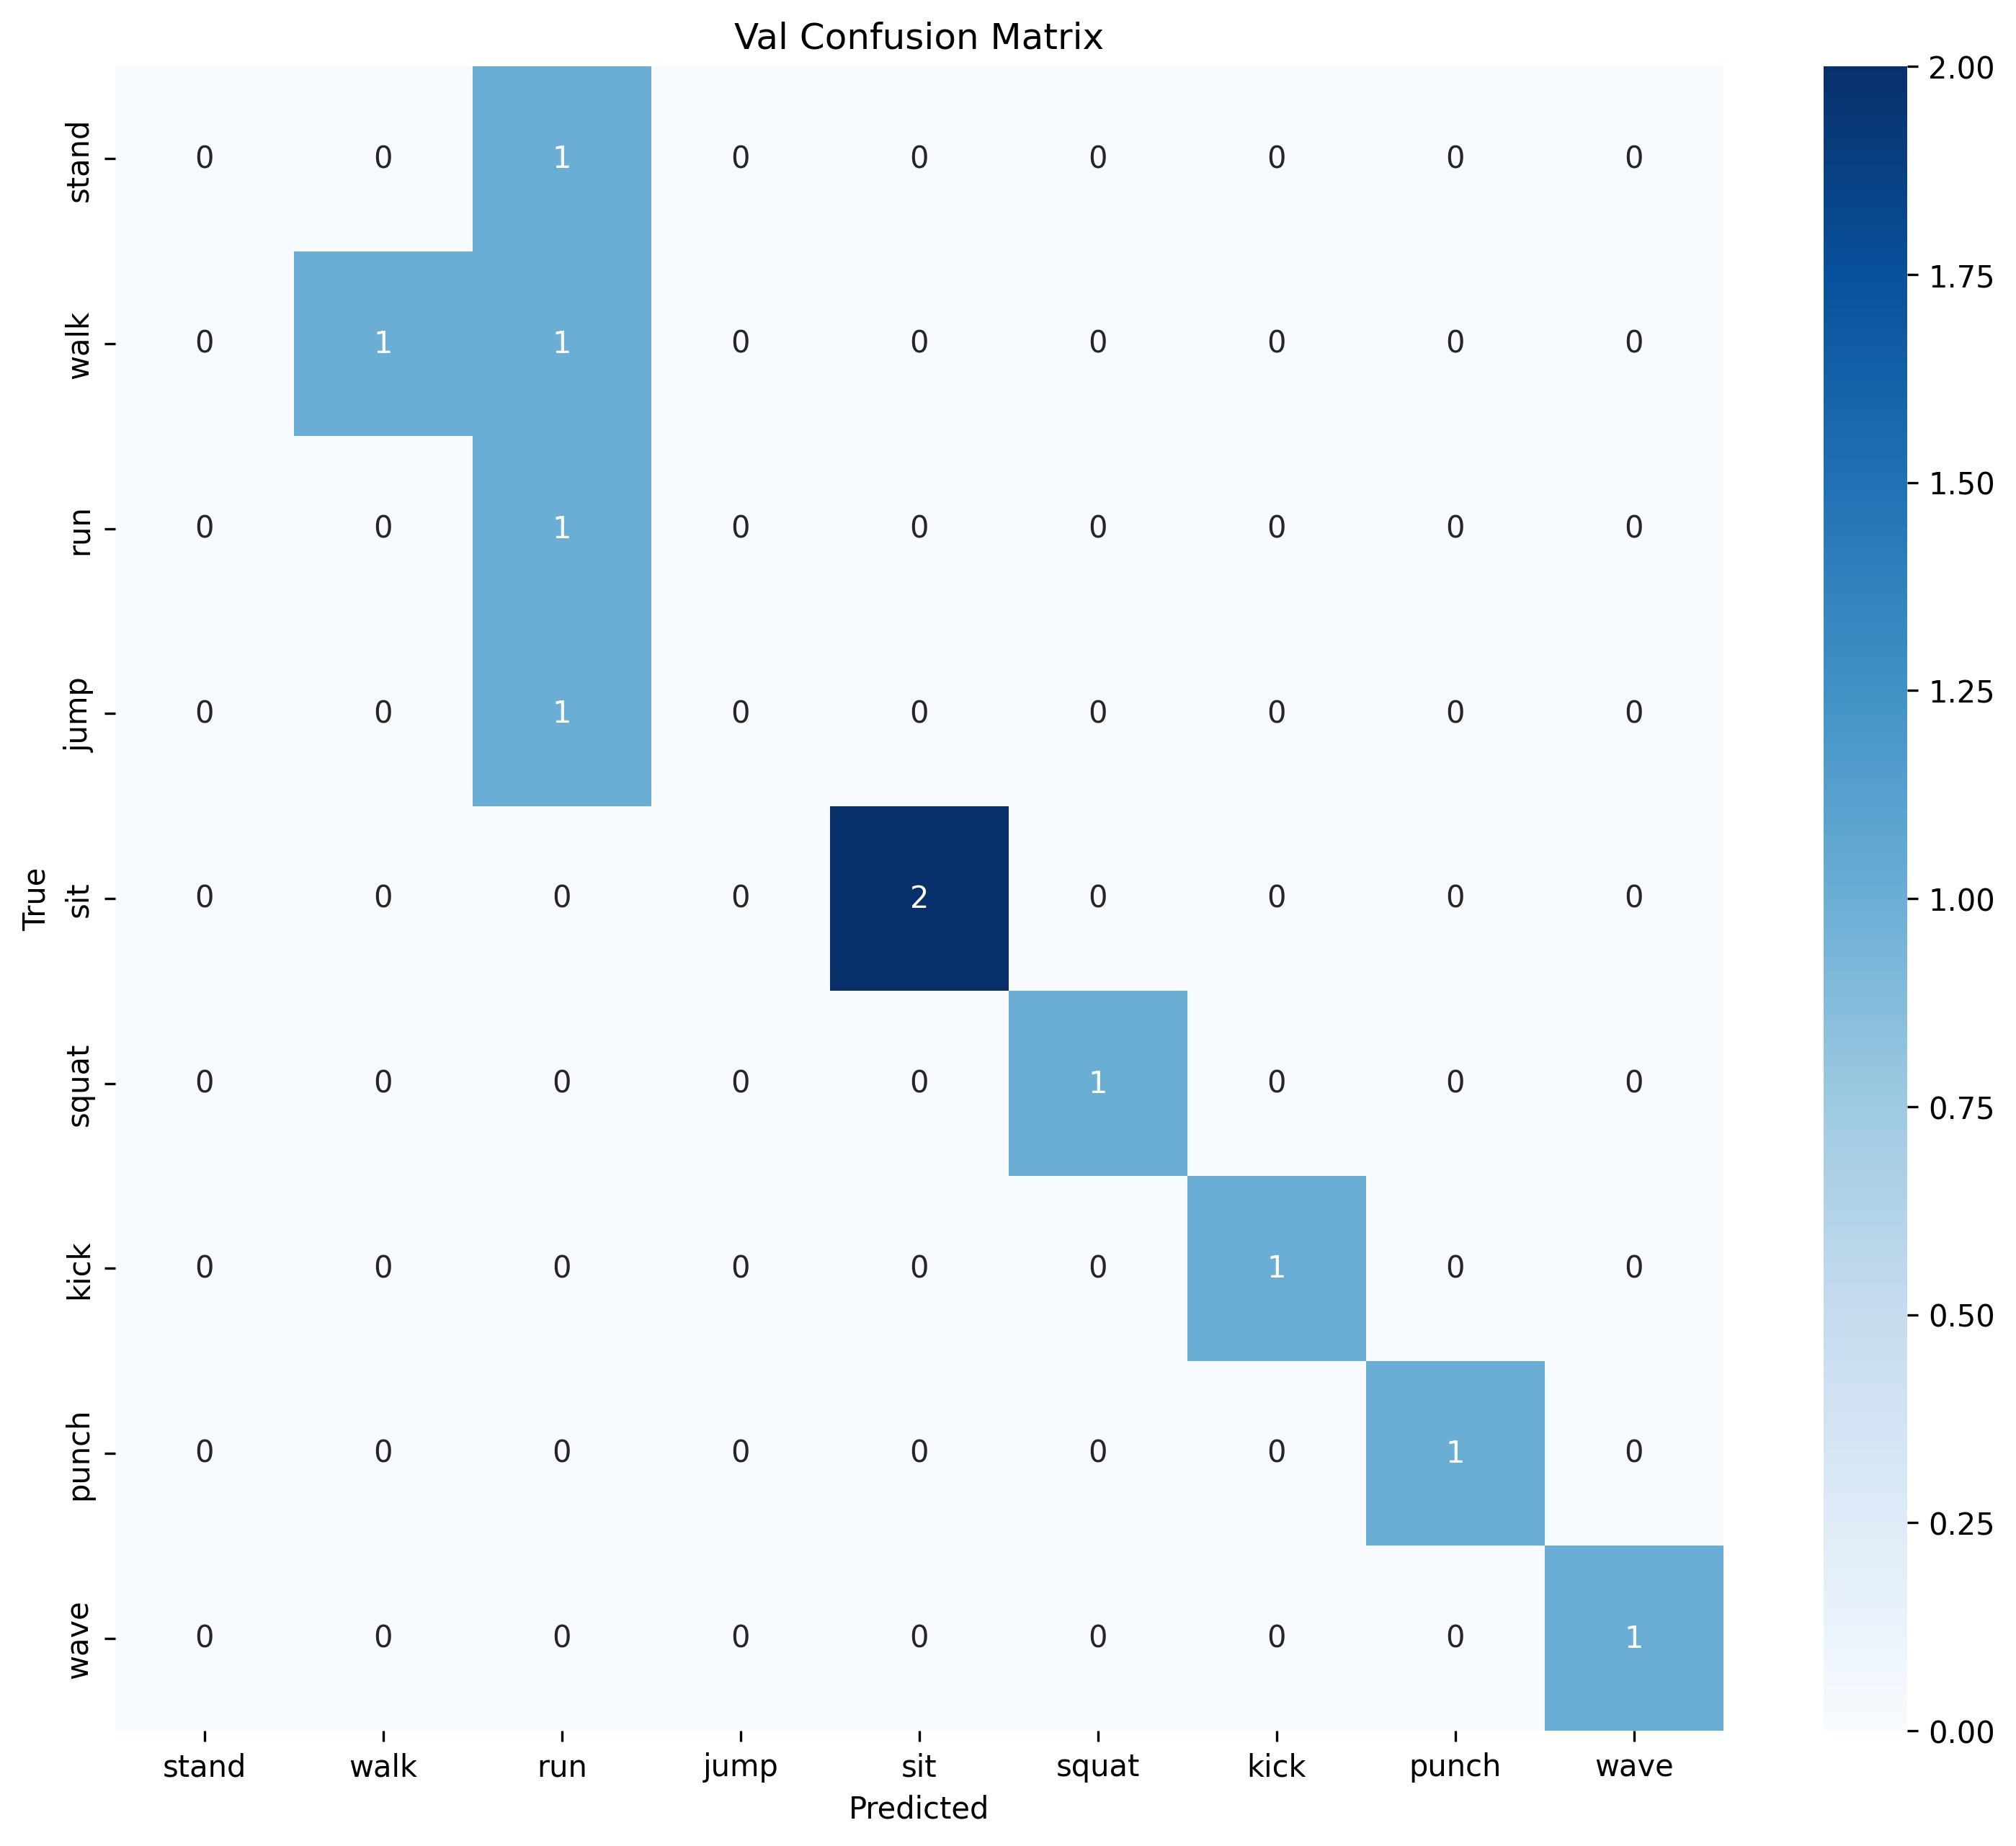 Val Confusion Matrix
True
stand 0 0 1 0 0 0 0 0 0
walk 0 1 1 0 0 0 0 0 0
run 0 0 1 0 0 0 0 0 0
jump 0 0 1 0 0 0 0 0 0
sit 0 0 0 0 2 0 0 0 0
squat 0 0 0 0 0 1 0 0 0
kick 0 0 0 0 0 0 1 0 0
punch 0 0 0 0 0 0 0 1 0
wave 0 0 0 0 0 0 0 0 1
stand walk run jump sit squat kick punch wave
Predicted
2.00
1.75
1.50
1.25
1.00
0.75
0.50
0.25
0.00